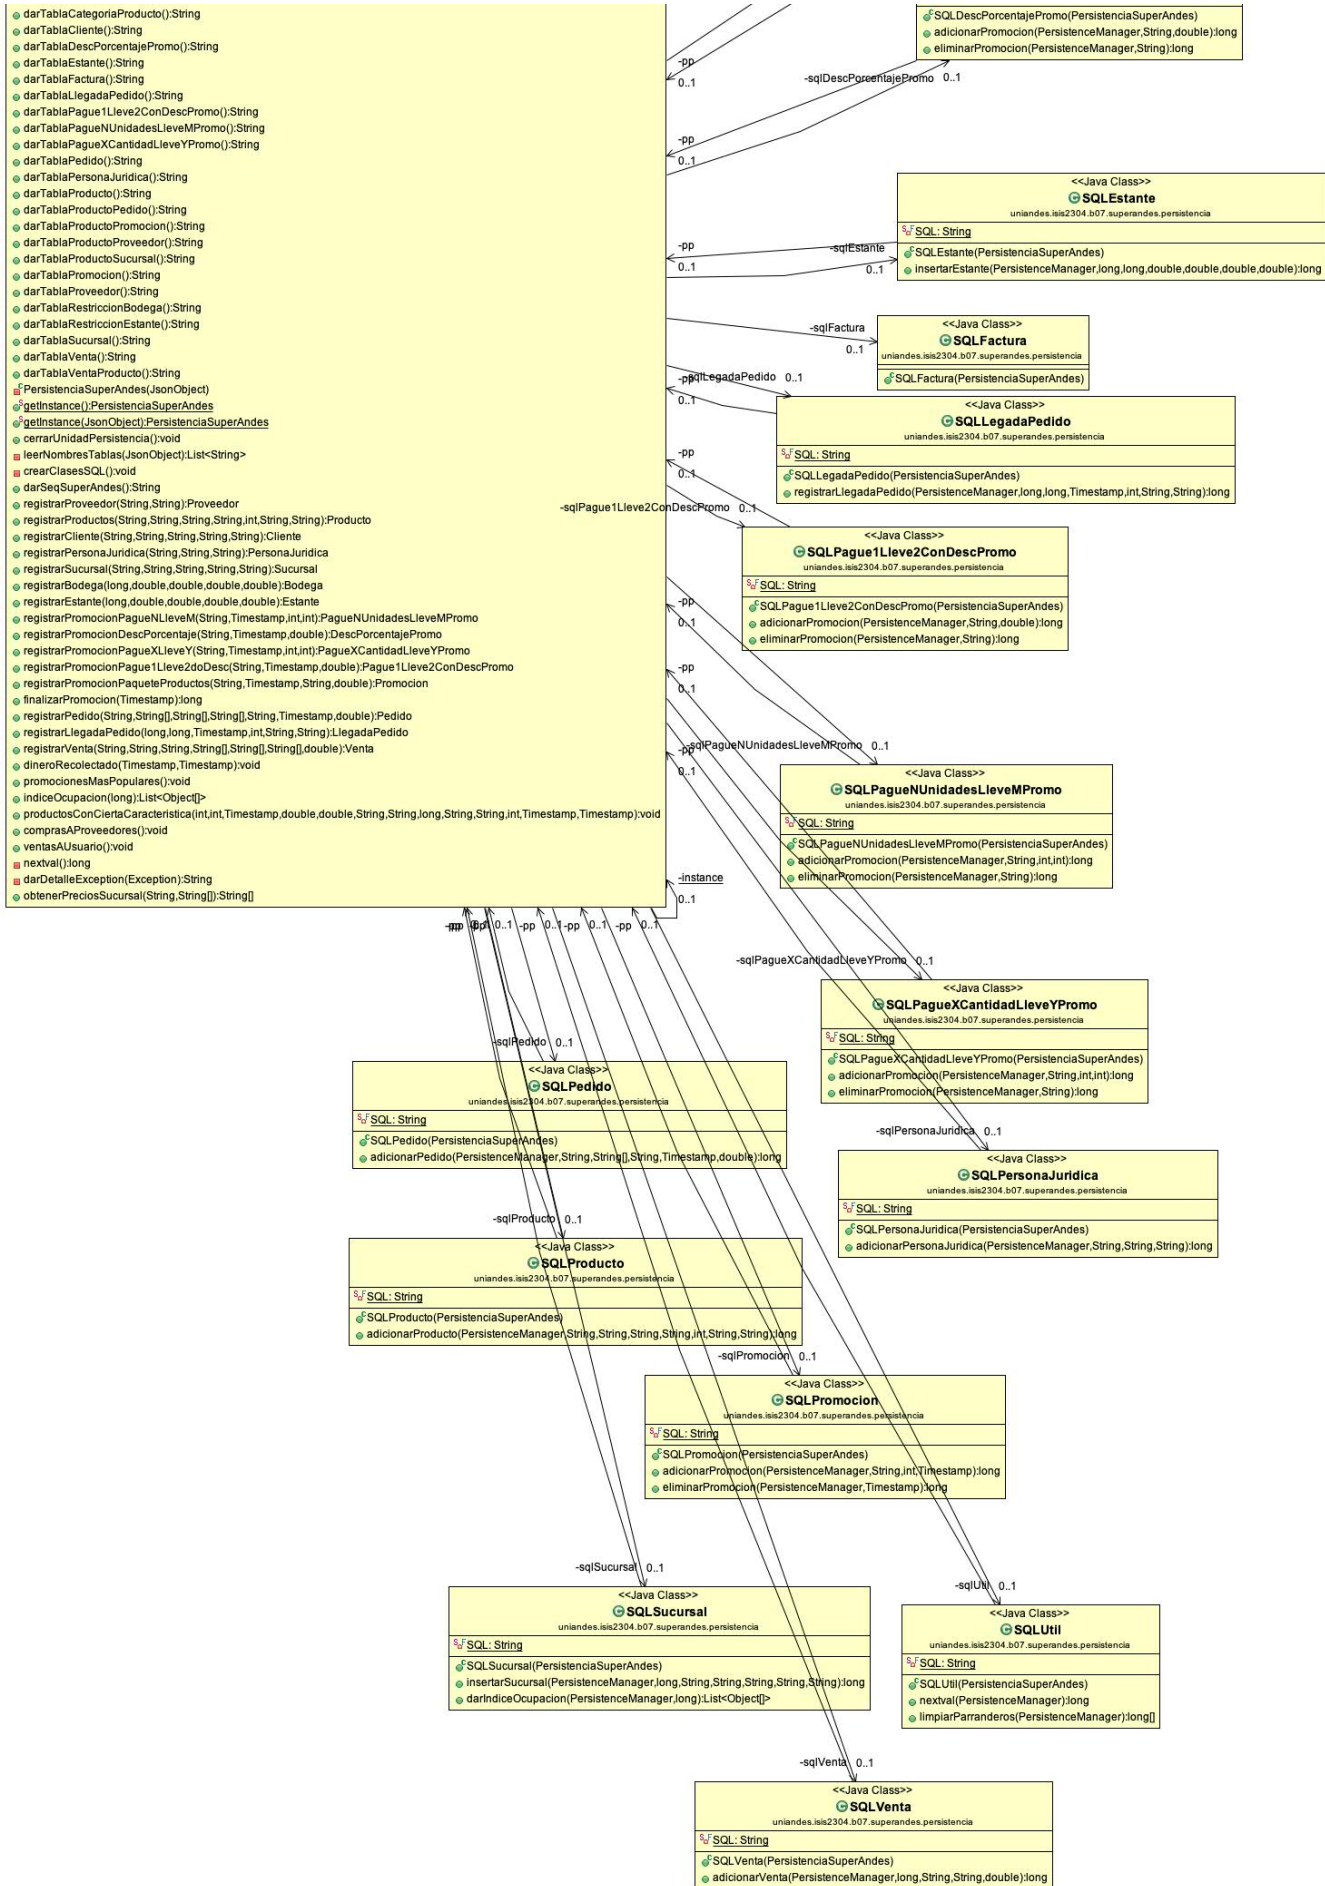 darTablaCategoriaProducto():String
darTablaCliente():String
darTablaDescPorcentajePromo():String
darTablaEstante():String
darTablaFactura():String
darTablaLlegadaPedido():String
darTablaPague1Lleve2ConDescPromo():String
darTablaPagueNUnidadesLleveMPromo():String
darTablaPagueXCantidadLleveYPromo():String
darTablaPedido():String
darTablaPersonaJuridica():String
darTablaProducto():String
darTablaProductoPedido():String
darTablaProductoPromocion():String
darTablaProductoProveedor():String
darTablaProductoSucursal():String
darTablaPromocion():String
darTablaProveedor():String
darTablaRestriccionBodega():String
darTablaRestriccionEstante():String
darTablaSucursal():String
darTablaVenta():String
darTablaVentaProducto():String
PersistenciaSuperAndes(JsonObject)
getInstance():PersistenciaSuperAndes
getInstance(JsonObject):PersistenciaSuperAndes
cerrarUnidadPersistencia():void
leerNombresTablas(JsonObject):List<String>
crearClasesSQL():void
darSeqSuperAndes():String
registrarProveedor(String,String):Proveedor
registrarProductos(String,String,String,String,int,String,String):Producto
registrarCliente(String,String,String,String,String):Cliente
registrarPersonaJuridica(String,String,String):PersonaJuridica
registrarSucursal(String,String,String,String,String):Sucursal
registrarBodega(long,double,double,double,double):Bodega
registrarEstante(long,double,double,double,double):Estante
registrarPromocionPagueNLleveM(String,Timestamp,int,int):PagueNUnidadesLleveMPromo
registrarPromocionDescPorcentaje(String,Timestamp,double):DescPorcentajePromo
registrarPromocionPagueXLleveY(String,Timestamp,int,int):PagueXCantidadLleveYPromo
registrarPromocionPague1Lleve2doDesc(String,Timestamp,double):Pague1Lleve2ConDescPromo
registrarPromocionPaqueteProductos(String,Timestamp,String,double):Promocion
finalizarPromocion(Timestamp):long
registrarPedido(String,String[],String[],String[],String,Timestamp,double):Pedido
registrarLlegadaPedido(long,long,Timestamp,int,String,String):LlegadaPedido
registrarVenta(String,String,String,String[],String[],String[],double):Venta
dineroRecolectado(Timestamp,Timestamp):void
promocionesMasPopulares():void
indiceOcupacion(long):List<Object[]>
productosConCiertaCaracteristica(int,int,Timestamp,double,double,String,String,long,String,String,int,Timestamp,Timestamp):void
comprasAProveedores():void
ventasAUsuario():void
nextval():long
darDetalleException(Exception):String
obtenerPreciosSucursal(String,String[]):String[]
-pp
0..1
-sqlDescPorcentajePromo 0..1
-pp
0..1
SQLDescPorcentajePromo(PersistenciaSuperAndes)
adicionarPromocion(PersistenceManager,String,double):long
eliminarPromocion(PersistenceManager,String):long
-pp
0..1
-sqlEstante
0..1
<<Java Class>>
SQLEstante
uniandes.isis2304.b07.superandes.persistencia
SQL: String
SQLEstante(PersistenciaSuperAndes)
insertarEstante(PersistenceManager,long,long,double,double,double,double):long
-sqlFactura
0..1
<<Java Class>>
SQLFactura
uniandes.isis2304.b07.superandes.persistencia
SQLFactura(PersistenciaSuperAndes)
-sqlLegadaPedido 0..1
-pp
0..1
<<Java Class>>
SQLLegadaPedido
uniandes.isis2304.b07.superandes.persistencia
SQL: String
SQLLegadaPedido(PersistenciaSuperAndes)
registrarLlegadaPedido(PersistenceManager,long,long,Timestamp,int,String,String):long
-pp
0..1
-sqlPague1Lleve2ConDescPromo 0..1
<<Java Class>>
SQLPague1Lleve2ConDescPromo
uniandes.isis2304.b07.superandes.persistencia
SQL: String
SQLPague1Lleve2ConDescPromo(PersistenciaSuperAndes)
adicionarPromocion(PersistenceManager,String,double):long
eliminarPromocion(PersistenceManager,String):long
-pp
0..1
-pp
0..1
-sqlPagueNUnidadesLleveMPromo 0..1
-pp
0..1
<<Java Class>>
SQLPagueNUnidadesLleveMPromo
uniandes.isis2304.b07.superandes.persistencia
SQL: String
SQLPagueNUnidadesLleveMPromo(PersistenciaSuperAndes)
adicionarPromocion(PersistenceManager,String,int,int):long
eliminarPromocion(PersistenceManager,String):long
-instance
0..1
-pp -pp 0..1 0..1 -pp 0..1 -pp 0..1 -pp 0..1
-sqlPagueXCantidadLleveYPromo 0..1
<<Java Class>>
SQLPagueXCantidadLleveYPromo
uniandes.isis2304.b07.superandes.persistencia
SQL: String
SQLPagueXCantidadLleveYPromo(PersistenciaSuperAndes)
adicionarPromocion(PersistenceManager,String,int,int):long
eliminarPromocion(PersistenceManager,String):long
-sqlPedido 0..1
<<Java Class>>
SQLPedido
uniandes.isis2304.b07.superandes.persistencia
SQL: String
SQLPedido(PersistenciaSuperAndes)
adicionarPedido(PersistenceManager,String,String[],String,Timestamp,double):long
-sqlPersonaJuridica 0..1
<<Java Class>>
SQLPersonaJuridica
uniandes.isis2304.b07.superandes.persistencia
SQL: String
SQLPersonaJuridica(PersistenciaSuperAndes)
adicionarPersonaJuridica(PersistenceManager,String,String,String):long
-sqlProducto 0..1
<<Java Class>>
SQLProducto
uniandes.isis2304.b07.superandes.persistencia
SQL: String
SQLProducto(PersistenciaSuperAndes)
adicionarProducto(PersistenceManager,String,String,String,String,int,String,String):long
-sqlPromocion 0..1
<<Java Class>>
SQLPromocion
uniandes.isis2304.b07.superandes.persistencia
SQL: String
SQLPromocion(PersistenciaSuperAndes)
adicionarPromocion(PersistenceManager,String,int,Timestamp):long
eliminarPromocion(PersistenceManager,Timestamp):long
-sqlSucursal 0..1
<<Java Class>>
SQLSucursal
uniandes.isis2304.b07.superandes.persistencia
SQL: String
SQLSucursal(PersistenciaSuperAndes)
insertarSucursal(PersistenceManager,long,String,String,String,String,String):long
darIndiceOcupacion(PersistenceManager,long):List<Object[]>
-sqlUtil 0..1
<<Java Class>>
SQLUtil
uniandes.isis2304.b07.superandes.persistencia
SQL: String
SQLUtil(PersistenciaSuperAndes)
nextval(PersistenceManager):long
limpiarParranderos(PersistenceManager):long[]
-sqlVenta 0..1
<<Java Class>>
SQLVenta
uniandes.isis2304.b07.superandes.persistencia
SQL: String
SQLVenta(PersistenciaSuperAndes)
adicionarVenta(PersistenceManager,long,String,String,double):long